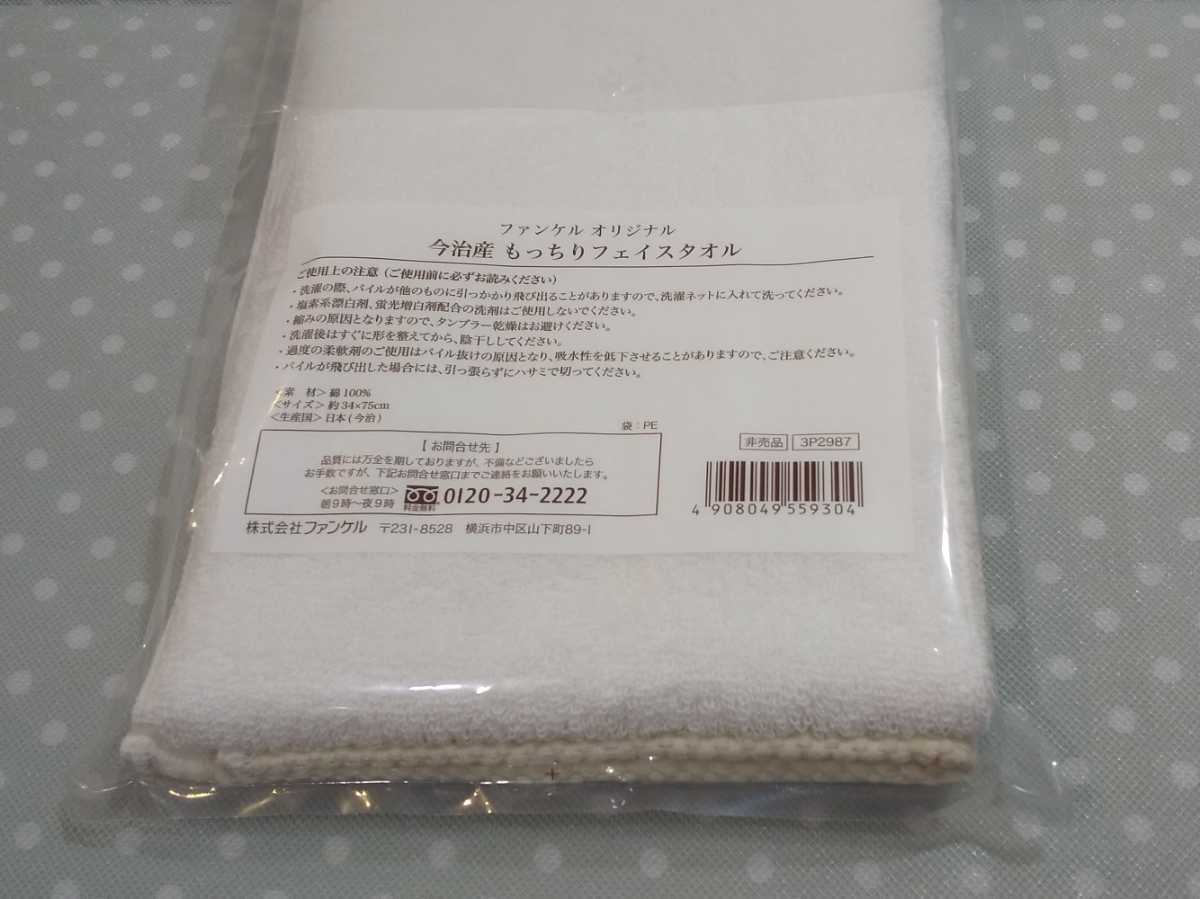 ファンケル オリジナル
今治産 もっちりフェイスタオル
ご使用上の注意（ご使用前に必ずお読みください）
・洗濯の際、パイルが他のものに引っかかり飛び出ることがありますので、洗濯ネットに入れて洗ってください。
・塩素系漂白剤、蛍光増白剤配合の洗剤はご使用しないでください。
・縮みの原因となりますので、タンブラー乾燥はお避けください。
・洗濯後はすぐに形を整えてから、陰干ししてください。
・過度の柔軟剤のご使用はパイル抜けの原因となり、吸水性を低下させることがありますので、ご注意ください。
・パイルが飛び出した場合には、引っ張らずにハサミで切ってください。
<素　材> 綿100%
<サイズ> 約34×75cm
<生産国> 日本(今治)
袋：PE
【お問合せ先】
品質には万全を期しておりますが、不備などございましたら
お手数ですが、下記お問合せ窓口までご連絡をお願いいたします。
<お問合せ窓口>
朝9時〜夜9時
料金無料
0120-34-2222
非売品 3P2987
4 908049 559304
株式会社ファンケル 〒231-8528 横浜市中区山下町89-1